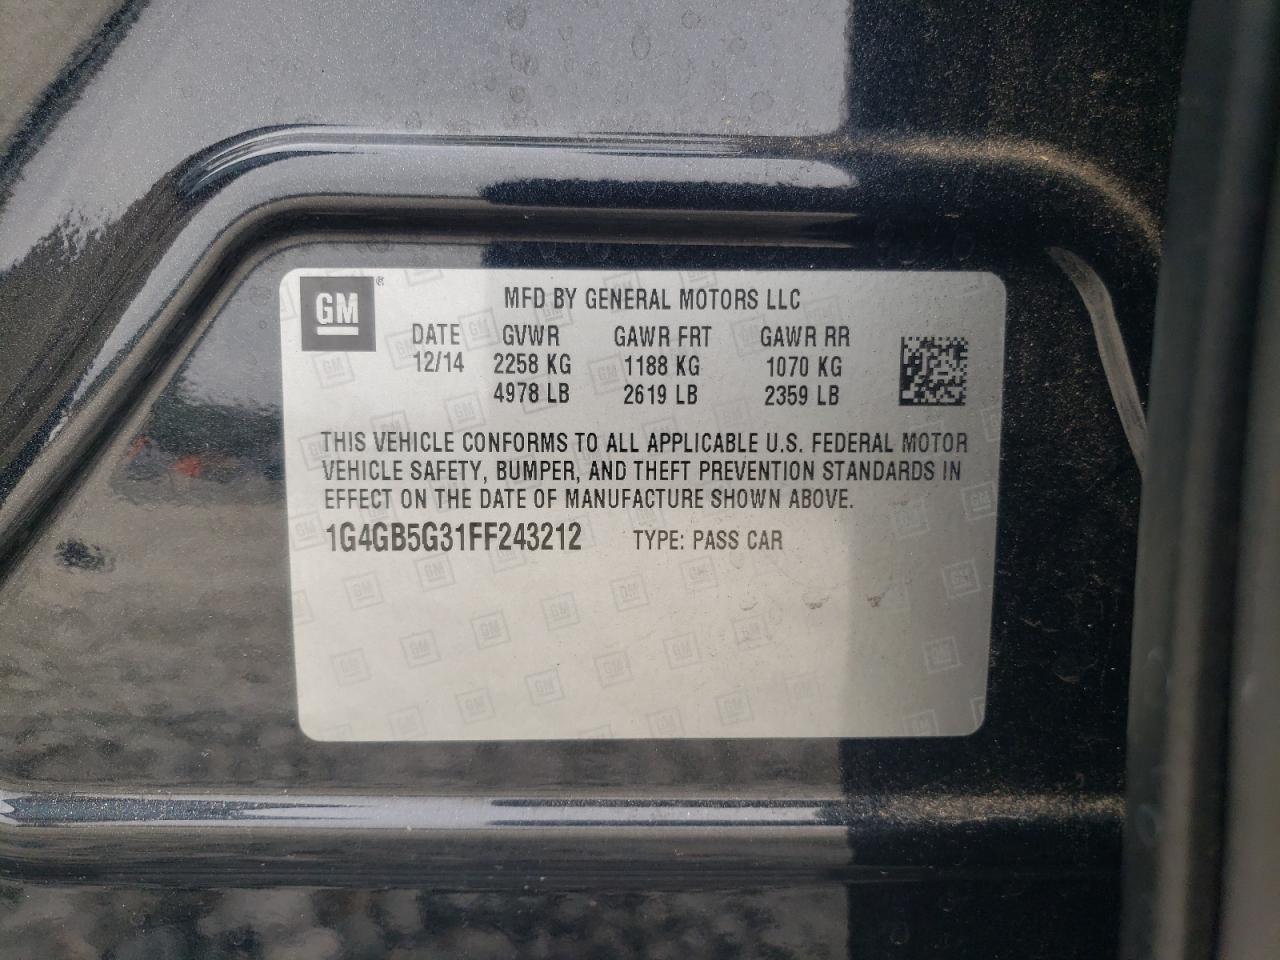 GM ®
MFD BY GENERAL MOTORS LLC
DATE GVWR GAWR FRT GAWR RR
12/14 2258 KG 1188 KG 1070 KG
4978 LB 2619 LB 2359 LB
THIS VEHICLE CONFORMS TO ALL APPLICABLE U.S. FEDERAL MOTOR
VEHICLE SAFETY, BUMPER, AND THEFT PREVENTION STANDARDS IN
EFFECT ON THE DATE OF MANUFACTURE SHOWN ABOVE.
1G4GB5G31FF243212 TYPE: PASS CAR